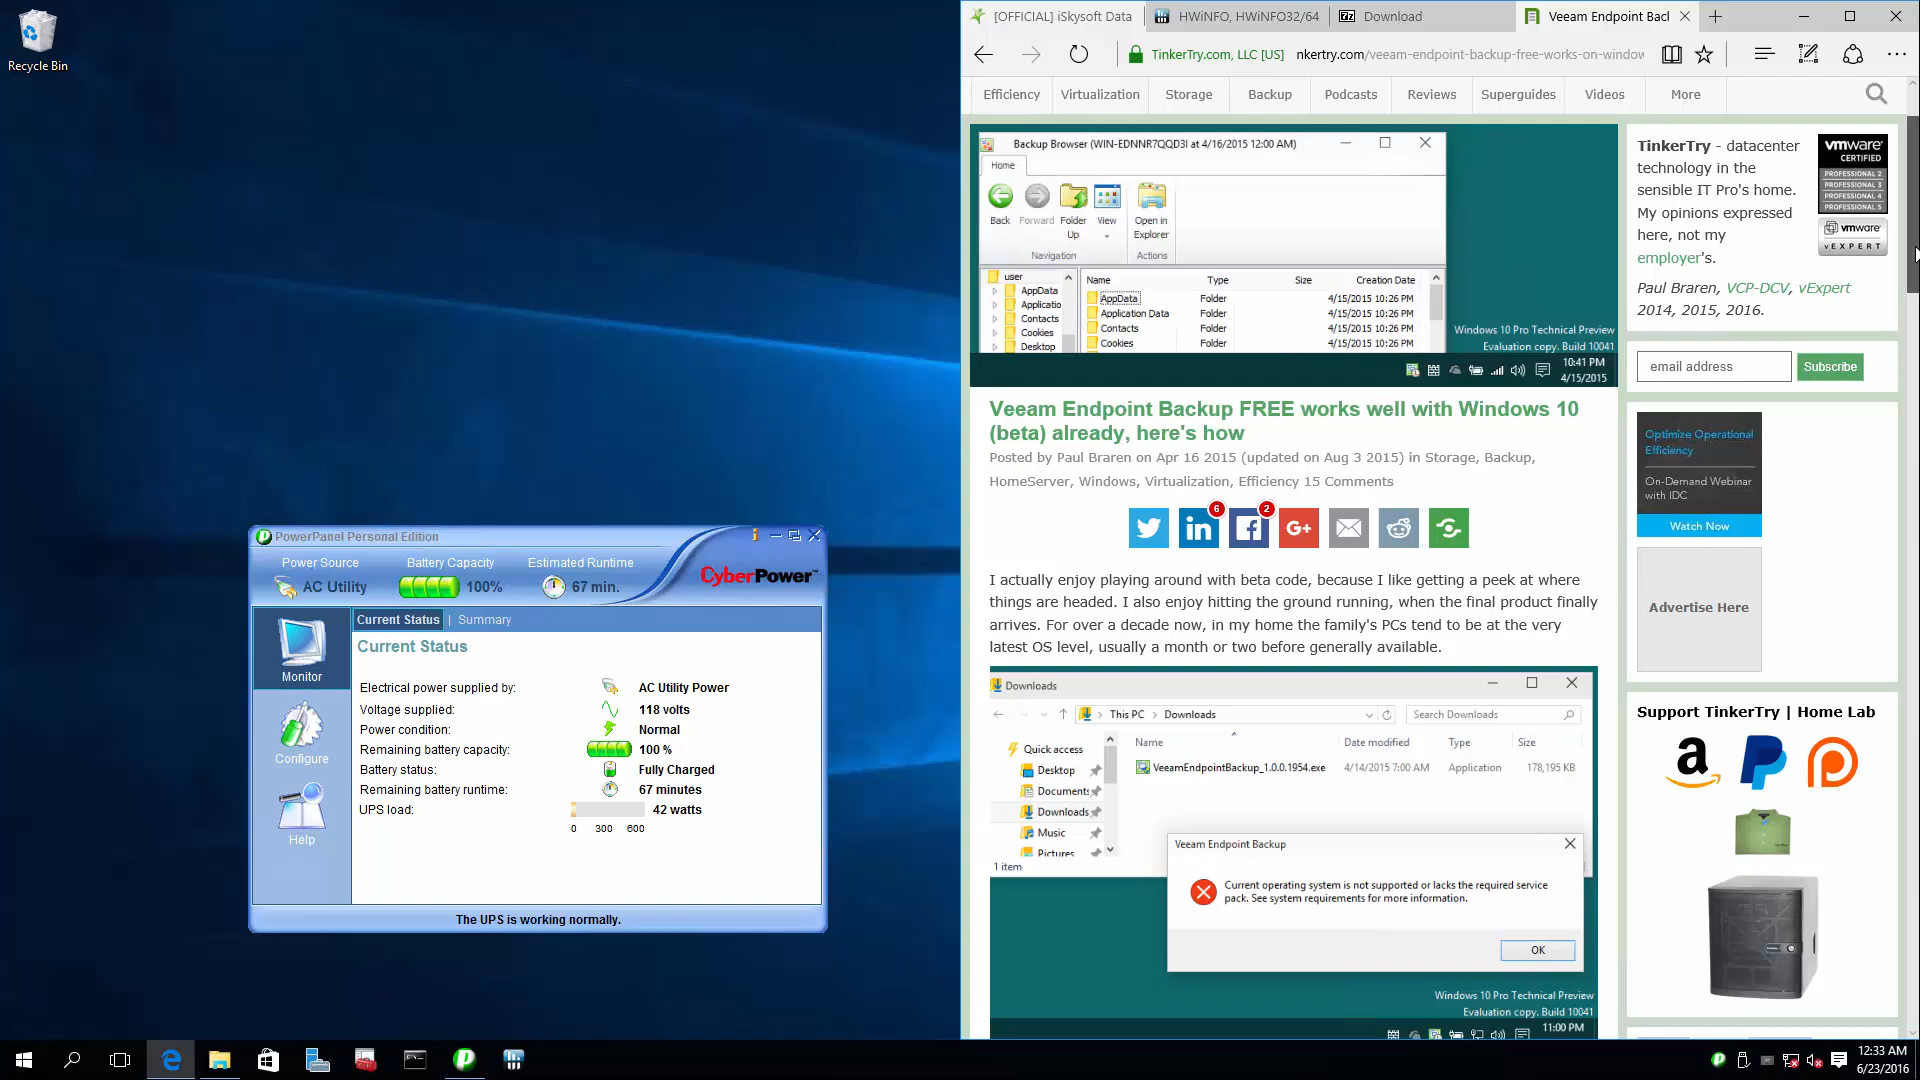 Recycle Bin
[OFFICIAL] iSkysoft Data
HWiNFO, HWiNFO32/64
Download
Veeam Endpoint Bac
TinkerTry.com, LLC [US]
nkertry.com/veeam-endpoint-backup-free-works-on-window
Efficiency
Virtualization
Storage
Backup
Podcasts
Reviews
Superguides
Videos
More
Backup Browser (WIN-EDNNR7QQD3I at 4/16/2015 12:00 AM)
Home
Back
Forward
Folder Up
View
Open in Explorer
Navigation
Actions
user
AppData
Applicatio
Contacts
Cookies
Desktop
Name Type Size Creation Date
AppData Folder 4/15/2015 10:26 PM
Application Data Folder 4/15/2015 10:26 PM
Contacts Folder 4/15/2015 10:26 PM
Cookies Folder 4/15/2015 10:26 PM
Windows 10 Pro Technical Preview
Evaluation copy. Build 10041
10:41 PM
4/15/2015
Veeam Endpoint Backup FREE works well with Windows 10
(beta) already, here's how
Posted by Paul Braren on Apr 16 2015 (updated on Aug 3 2015) in Storage, Backup,
HomeServer, Windows, Virtualization, Efficiency 15 Comments
6
2
I actually enjoy playing around with beta code, because I like getting a peek at where
things are headed. I also enjoy hitting the ground running, when the final product finally
arrives. For over a decade now, in my home the family's PCs tend to be at the very
latest OS level, usually a month or two before generally available.
Downloads
This PC > Downloads
Search Downloads
Quick access
Desktop
Documents
Downloads
Music
Pictures
Name Date modified Type Size
VeeamEndpointBackup_1.0.0.1954.exe 4/14/2015 7:00 AM Application 178,195 KB
1 item
Veeam Endpoint Backup
Current operating system is not supported or lacks the required service
pack. See system requirements for more information.
OK
Windows 10 Pro Technical Preview
Evaluation copy. Build 10041
11:00 PM
TinkerTry - datacenter
technology in the
sensible IT Pro's home.
My opinions expressed
here, not my
employer's.
vmware
CERTIFIED
PROFESSIONAL 2
PROFESSIONAL 3
PROFESSIONAL 4
PROFESSIONAL 5
vmware
vEXPERT
Paul Braren, VCP-DCV, vExpert
2014, 2015, 2016.
email address
Subscribe
Optimize Operational
Efficiency
On-Demand Webinar
with IDC
Watch Now
Advertise Here
Support TinkerTry | Home Lab
PowerPanel Personal Edition
Power Source
Battery Capacity
Estimated Runtime
AC Utility
100%
67 min.
CyberPower™
Monitor
Configure
Help
Current Status | Summary
Current Status
Electrical power supplied by: AC Utility Power
Voltage supplied: 118 volts
Power condition: Normal
Remaining battery capacity: 100 %
Battery status: Fully Charged
Remaining battery runtime: 67 minutes
UPS load: 42 watts
0 300 600
The UPS is working normally.
12:33 AM
6/23/2016